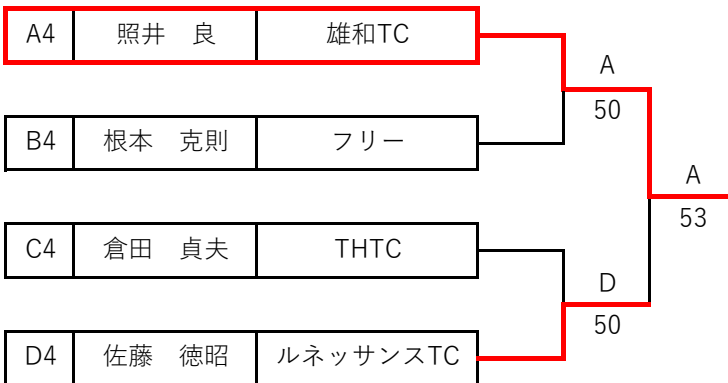 A4 照井　良 雄和TC
A
50
B4 根本　克則 フリー
A
53
C4 倉田　貞夫 THTC
D
50
D4 佐藤　徳昭 ルネッサンスTC